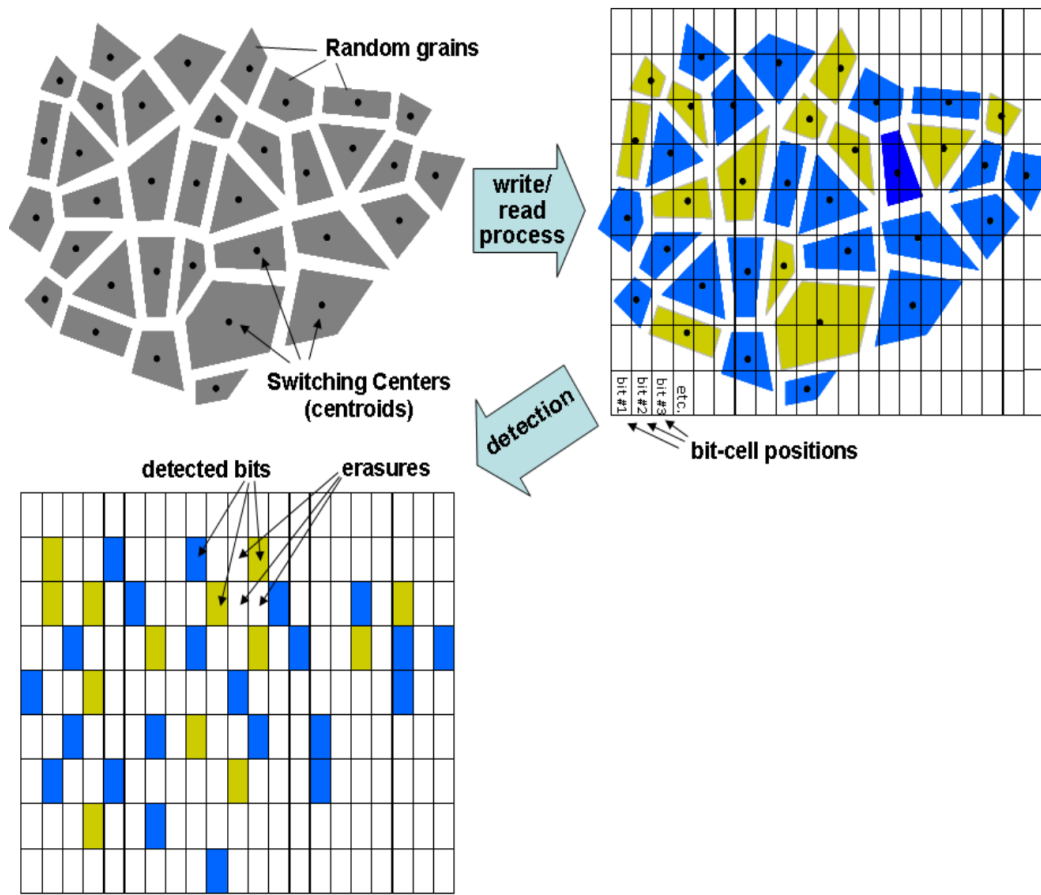 Random grains
write/
read
process
Switching Centers
(centroids)
bit #1
bit #2
bit #3
etc.
bit-cell positions
detection
detected bits
erasures